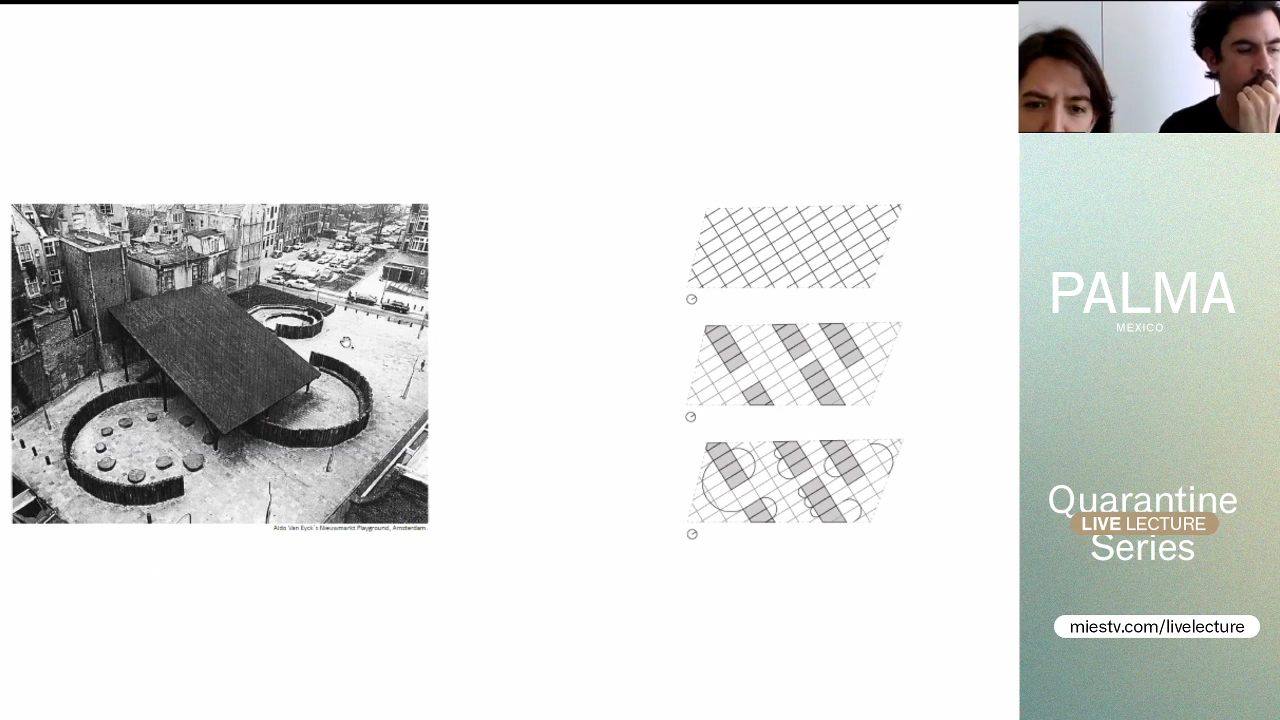 Aldo Van Eyck's Nieuwmarkt Playground, Amsterdam.
PALMA
MEXICO
Quarantine
LIVE LECTURE
Series
miestv.com/livelecture